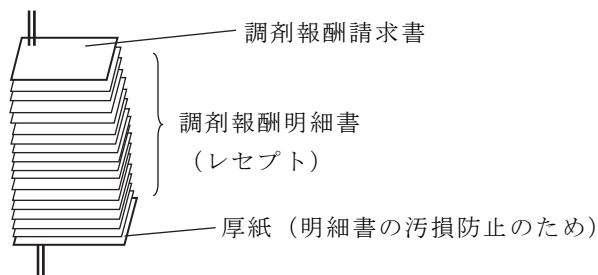 調剤報酬請求書
調剤報酬明細書
（レセプト）
厚紙（明細書の汚損防止のため）